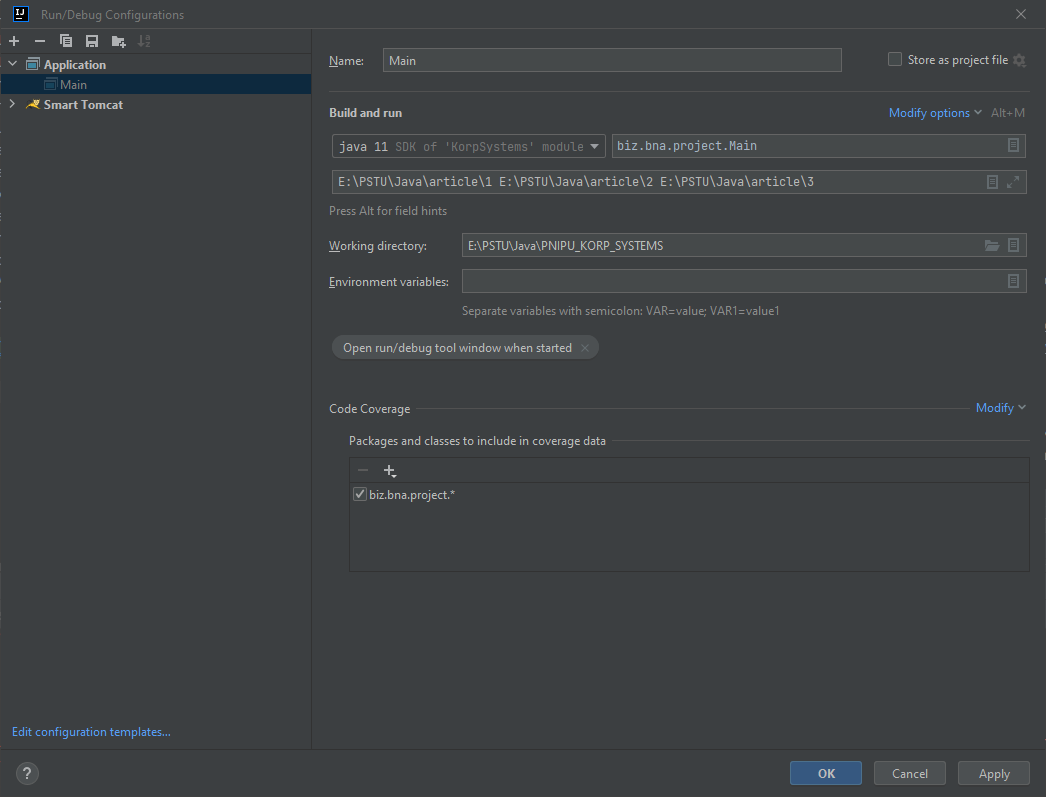 Run/Debug Configurations
Application
Main
Smart Tomcat
Edit configuration templates...
Name: Main
Store as project file
Build and run
Modify options Alt+M
java 11 SDK of 'KorpSystems' module
biz.bna.project.Main
E:\PSTU\Java\article\1 E:\PSTU\Java\article\2 E:\PSTU\Java\article\3
Press Alt for field hints
Working directory: E:\PSTU\Java\PNIPU_KORP_SYSTEMS
Environment variables:
Separate variables with semicolon: VAR=value; VAR1=value1
Open run/debug tool window when started
Code Coverage
Modify
Packages and classes to include in coverage data
biz.bna.project.*
?
OK
Cancel
Apply